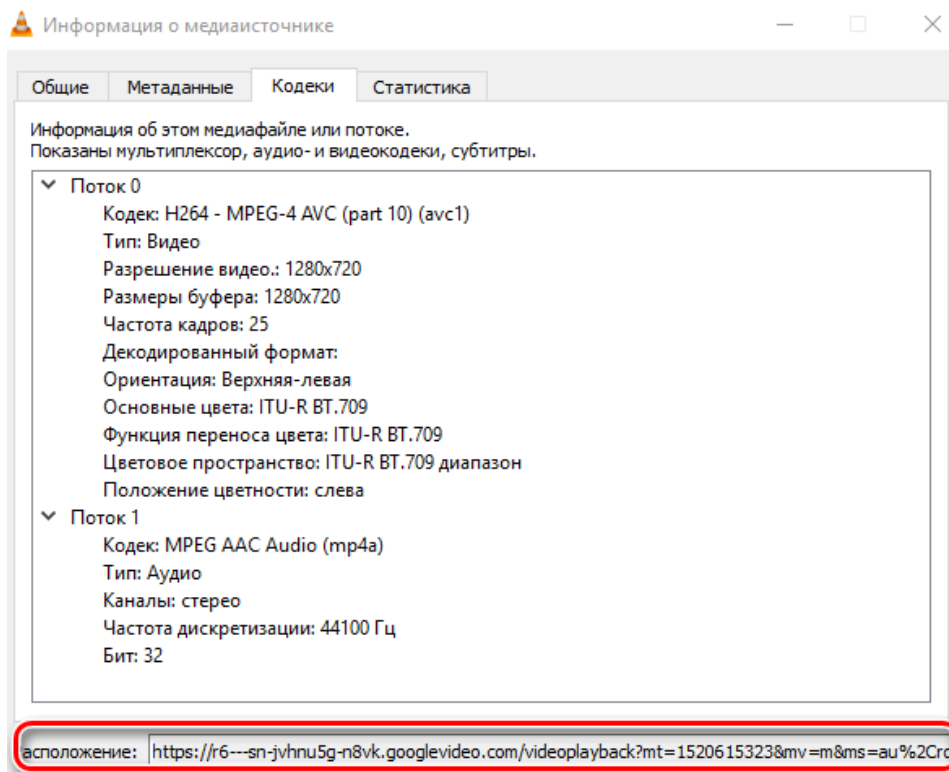 Информация о медиаисточнике
Общие Метаданные Кодеки Статистика
Информация об этом медиафайле или потоке.
Показаны мультиплексор, аудио- и видеокодеки, субтитры.
Поток 0
Кодек: H264 - MPEG-4 AVC (part 10) (avc1)
Тип: Видео
Разрешение видео.: 1280x720
Размеры буфера: 1280x720
Частота кадров: 25
Декодированный формат:
Ориентация: Верхняя-левая
Основные цвета: ITU-R BT.709
Функция переноса цвета: ITU-R BT.709
Цветовое пространство: ITU-R BT.709 диапазон
Положение цветности: слева
Поток 1
Кодек: MPEG AAC Audio (mp4a)
Тип: Аудио
Каналы: стерео
Частота дискретизации: 44100 Гц
Бит: 32
асположение: https://r6---sn-jvhnu5g-n8vk.googlevideo.com/videoplayback?mt=1520615323&mv=m&ms=au%2Crd